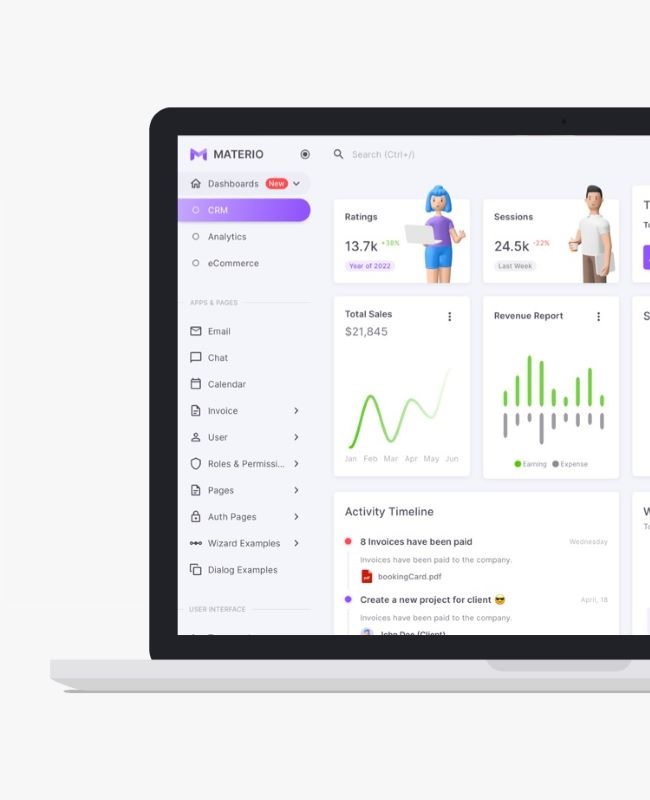 MATERIO
Search (Ctrl+/)
Dashboards
New
CRM
Analytics
eCommerce
APPS & PAGES
Email
Chat
Calendar
Invoice
User
Roles & Permissi...
Pages
Auth Pages
Wizard Examples
Dialog Examples
USER INTERFACE
Ratings
13.7k +38%
Year of 2022
Sessions
24.5k -22%
Last Week
Total Sales
$21,845
Jan Feb Mar Apr May Jun
Revenue Report
Earning Expense
Activity Timeline
8 Invoices have been paid
Wednesday
Invoices have been paid to the company.
bookingCard.pdf
Create a new project for client 😎
April, 18
Invoices have been paid to the company.
John Doe (Client)